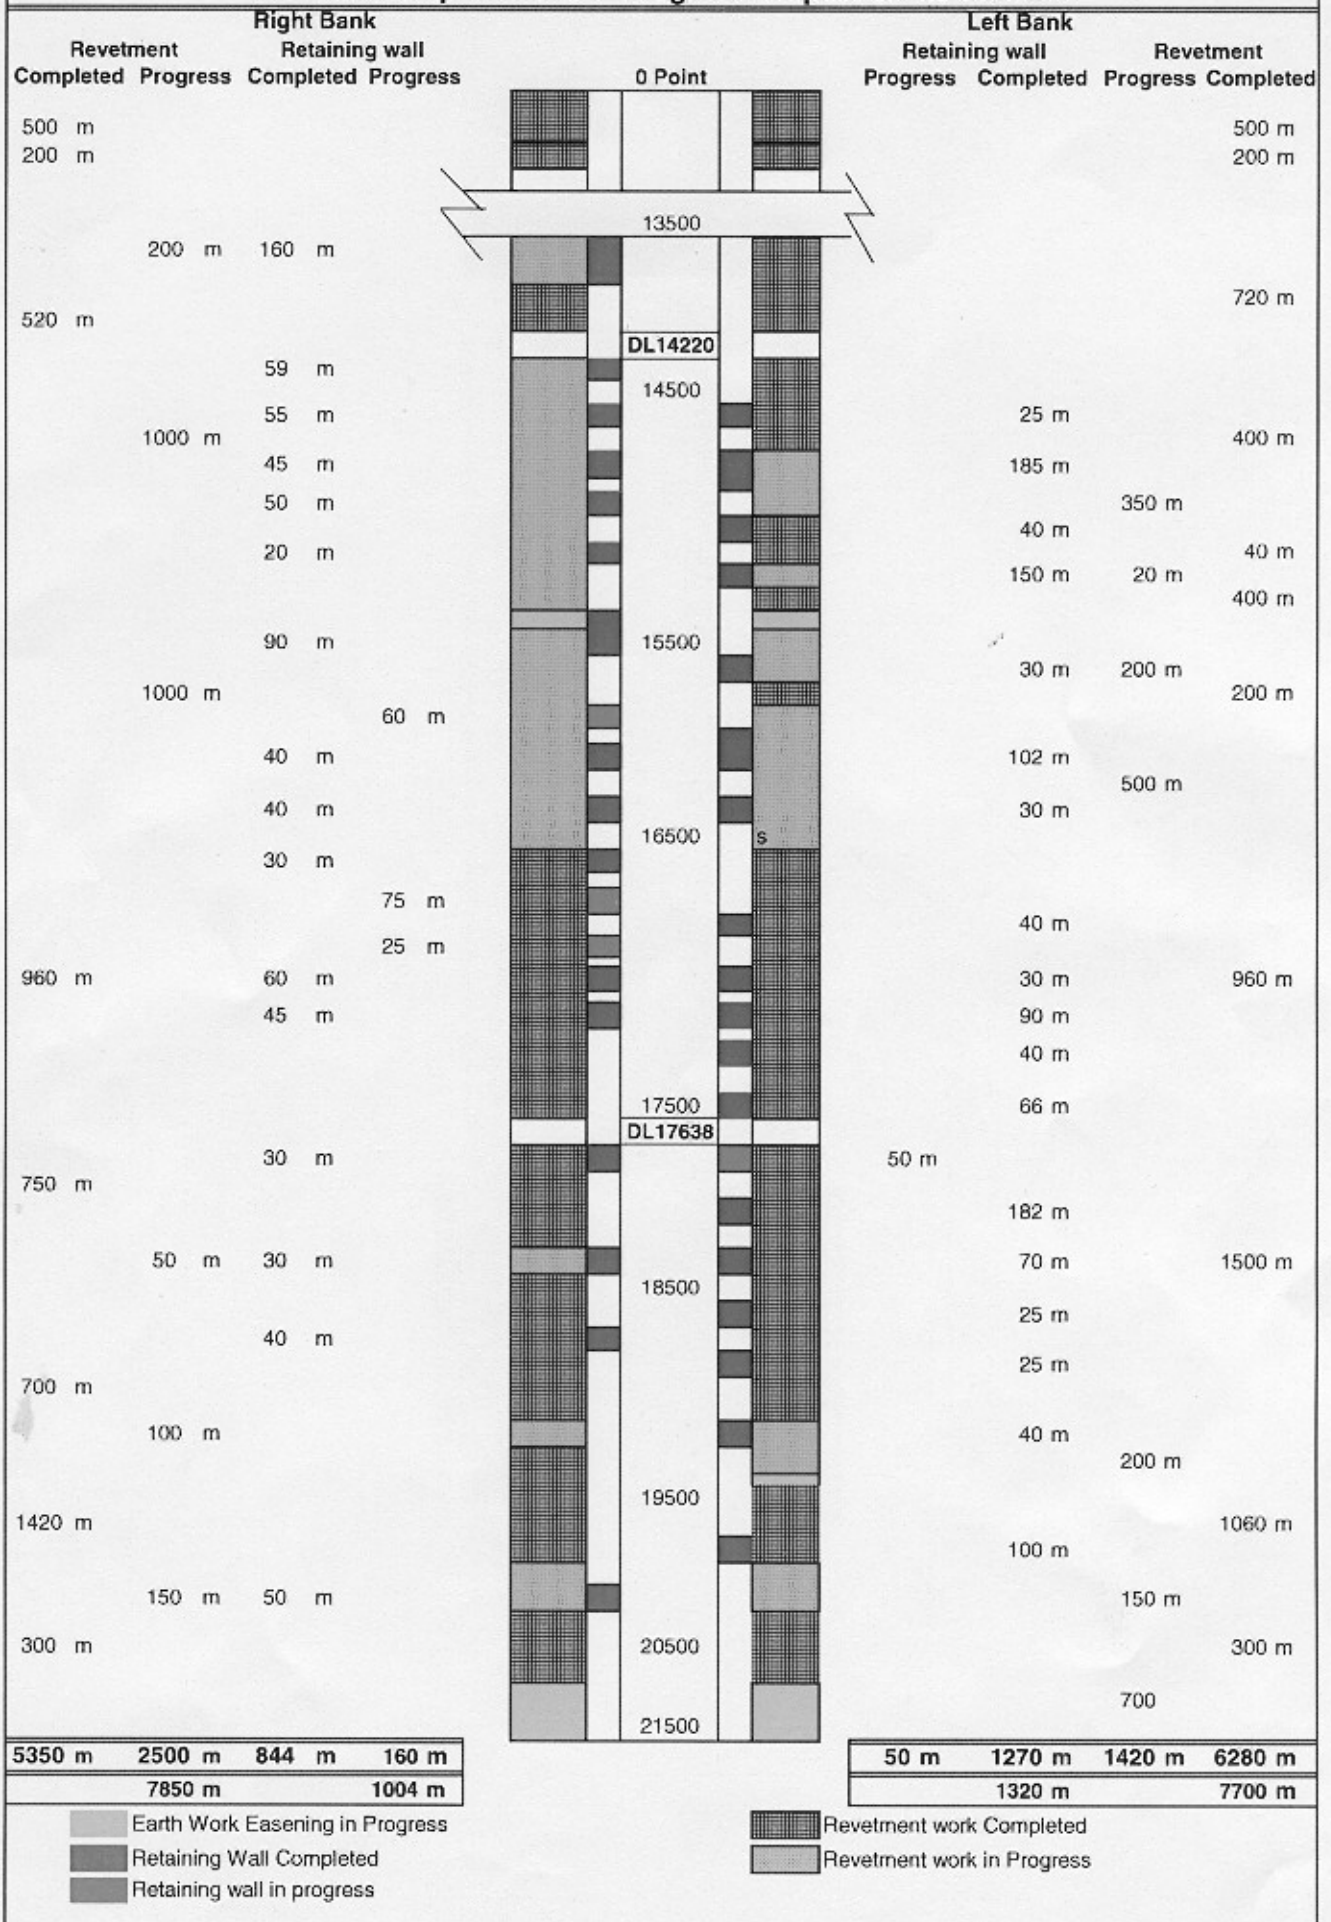 Right Bank Left Bank
Revetment Retaining wall Retaining wall Revetment
Completed Progress Completed Progress 0 Point Progress Completed Progress Completed
500 m 500 m
200 m 200 m
13500
200 m 160 m
720 m
520 m
DL14220
59 m
14500
55 m 25 m
1000 m 400 m
45 m 185 m
50 m 350 m
40 m
20 m 40 m
150 m 20 m
400 m
90 m 15500
30 m 200 m
1000 m 200 m
60 m
40 m 102 m
500 m
40 m 30 m
16500 s
30 m
75 m
40 m
25 m
960 m 60 m 30 m 960 m
45 m 90 m
40 m
17500 66 m
DL17638
30 m 50 m
750 m
182 m
50 m 30 m 70 m 1500 m
18500
25 m
40 m
25 m
700 m
100 m 40 m
200 m
19500
1420 m 1060 m
100 m
150 m 50 m 150 m
300 m 20500 300 m
700
21500
5350 m 2500 m 844 m 160 m 50 m 1270 m 1420 m 6280 m
7850 m 1004 m 1320 m 7700 m
Earth Work Easening in Progress Revetment work Completed
Retaining Wall Completed Revetment work in Progress
Retaining wall in progress